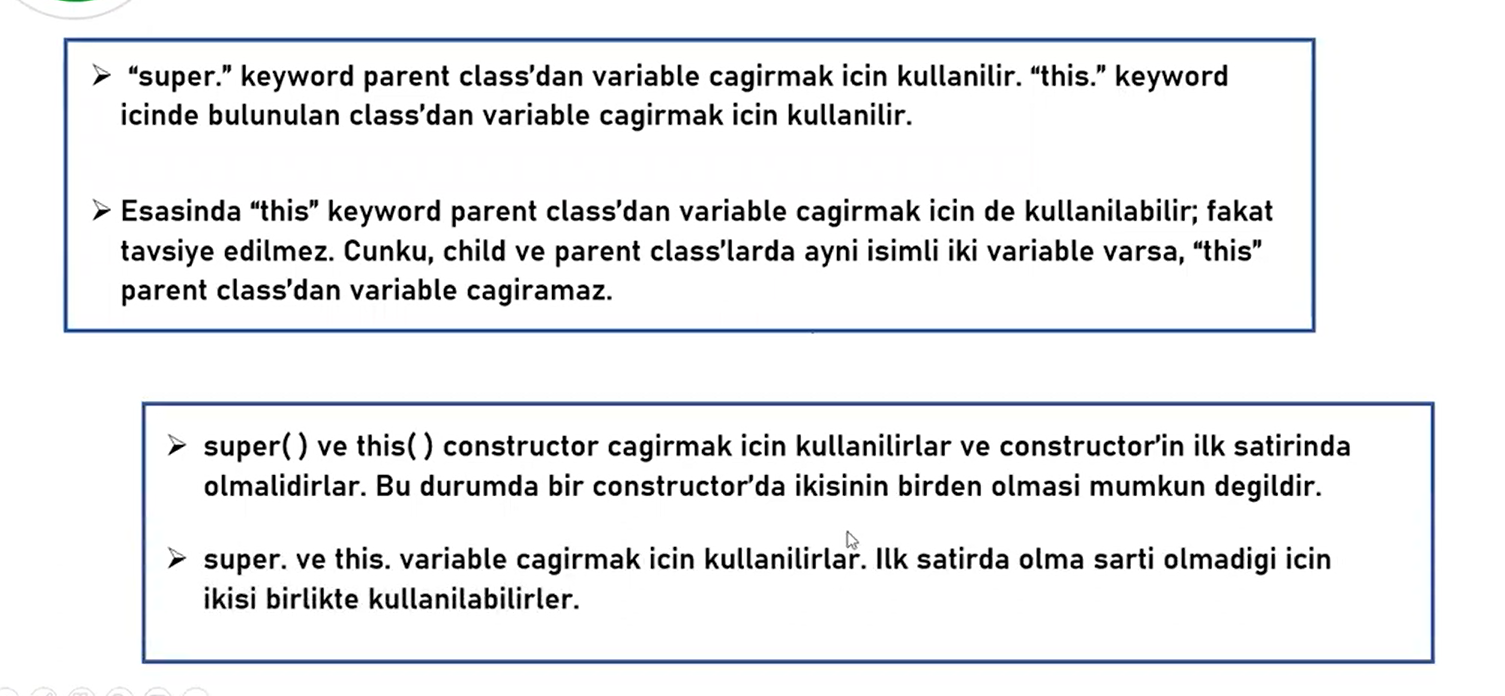 ➢ “super.” keyword parent class’dan variable cagirmak icin kullanilir. “this.” keyword
icinde bulunulan class’dan variable cagirmak icin kullanilir.
➢ Esasinda “this” keyword parent class’dan variable cagirmak icin de kullanilabilir; fakat
tavsiye edilmez. Cunku, child ve parent class’larda ayni isimli iki variable varsa, “this”
parent class’dan variable cagiramaz.
➢ super( ) ve this( ) constructor cagirmak icin kullanilirlar ve constructor’in ilk satirinda
olmalidirlar. Bu durumda bir constructor’da ikisinin birden olmasi mumkun degildir.
➢ super. ve this. variable cagirmak icin kullanilirlar. Ilk satirda olma sarti olmadigi icin
ikisi birlikte kullanilabilirler.